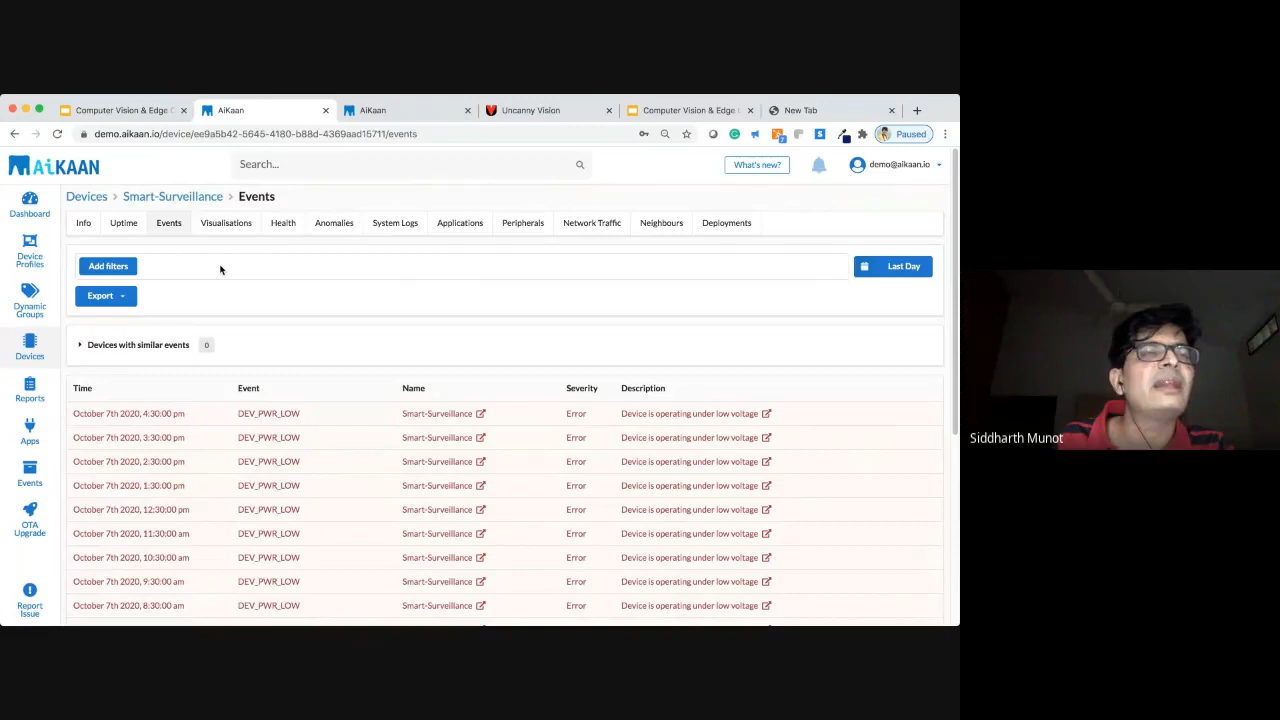 Computer Vision & Edge
AiKaan
AiKaan
Uncanny Vision
Computer Vision & Edge
New Tab
demo.aikaan.io/device/ee9a5b42-5645-4180-b88d-4369aad15711/events
Paused
AiKAAN
Search...
What's new?
demo@aikaan.io
Dashboard
Device
Profiles
Dynamic
Groups
Devices
Reports
Apps
Events
OTA
Upgrade
Report
Issue
Devices > Smart-Surveillance > Events
Info Uptime Events Visualisations Health Anomalies System Logs Applications Peripherals Network Traffic Neighbours Deployments
Add filters
Last Day
Export
Devices with similar events 0
Time Event Name Severity Description
October 7th 2020, 4:30:00 pm DEV_PWR_LOW Smart-Surveillance Error Device is operating under low voltage
October 7th 2020, 3:30:00 pm DEV_PWR_LOW Smart-Surveillance Error Device is operating under low voltage
October 7th 2020, 2:30:00 pm DEV_PWR_LOW Smart-Surveillance Error Device is operating under low voltage
October 7th 2020, 1:30:00 pm DEV_PWR_LOW Smart-Surveillance Error Device is operating under low voltage
October 7th 2020, 12:30:00 pm DEV_PWR_LOW Smart-Surveillance Error Device is operating under low voltage
October 7th 2020, 11:30:00 am DEV_PWR_LOW Smart-Surveillance Error Device is operating under low voltage
October 7th 2020, 10:30:00 am DEV_PWR_LOW Smart-Surveillance Error Device is operating under low voltage
October 7th 2020, 9:30:00 am DEV_PWR_LOW Smart-Surveillance Error Device is operating under low voltage
October 7th 2020, 8:30:00 am DEV_PWR_LOW Smart-Surveillance Error Device is operating under low voltage
Siddharth Munot